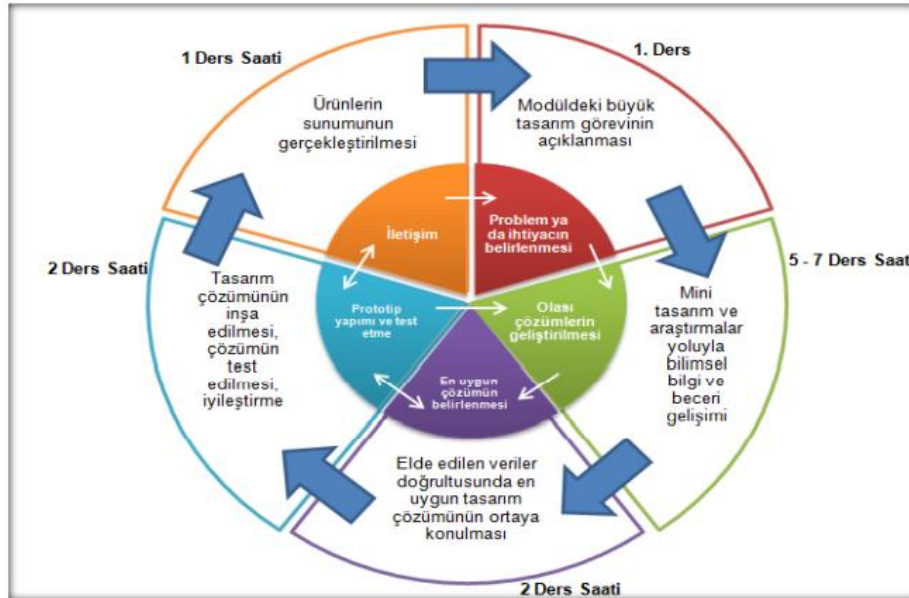 1 Ders Saati
1. Ders
Ürünlerin
sunumunun
gerçekleştirilmesi
Modüldeki büyük
tasarım görevinin
açıklanması
İletişim
Problem ya
da ihtiyacın
belirlenmesi
2 Ders Saati
5 - 7 Ders Saat
Tasarım
çözümünün
inşa
edilmesi,
çözümün
test
edilmesi,
iyileştirme
Prototip
yapımı ve test
etme
Olası
çözümlerin
geliştirilmesi
Mini
tasarım ve
araştırmalar
yoluyla
bilimsel
bilgi ve
beceri
gelişimi
En uygun
çözümün
belirlenmesi
Elde edilen veriler
doğrultusunda en
uygun tasarım
çözümünün ortaya
konulması
2 Ders Saati